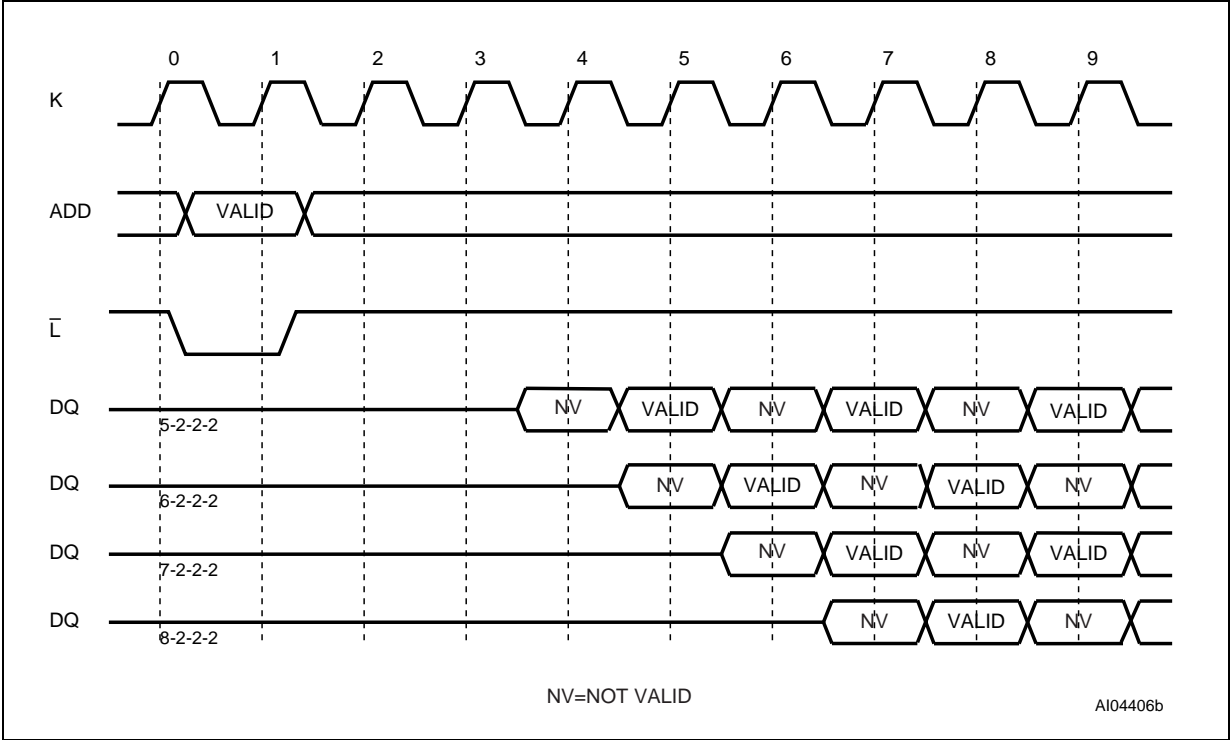 0 1 2 3 4 5 6 7 8 9
K
ADD VALID
L̅
DQ NV VALID NV VALID NV VALID
5-2-2-2
DQ NV VALID NV VALID NV
6-2-2-2
DQ NV VALID NV VALID
7-2-2-2
DQ NV VALID NV
8-2-2-2
NV=NOT VALID
AI04406b